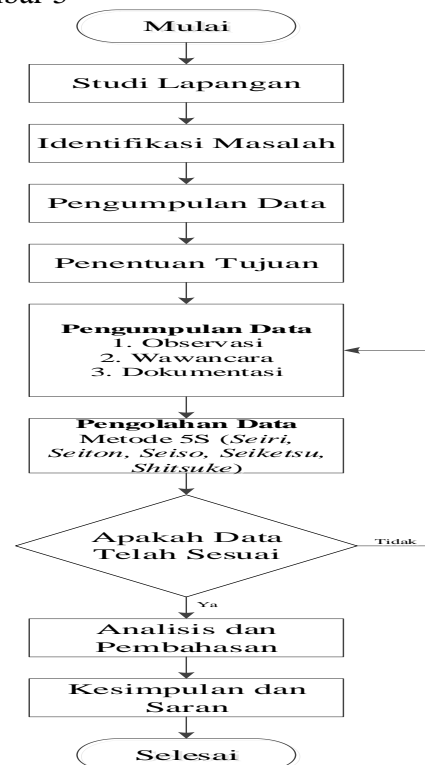 Mulai
Studi Lapangan
Identifikasi Masalah
Pengumpulan Data
Penentuan Tujuan
Pengumpulan Data
1. Observasi
2. Wawancara
3. Dokumentasi
Pengolahan Data
Metode 5S (Seiri,
Seiton, Seiso, Seiketsu,
Shitsuke)
Apakah Data
Telah Sesuai
Tidak
Ya
Analisis dan
Pembahasan
Kesimpulan dan
Saran
Selesai